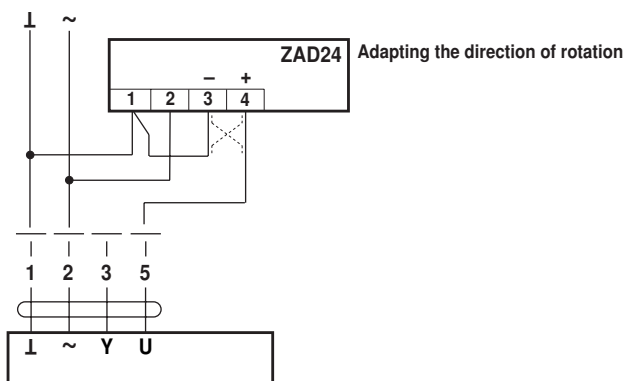 ⊥ ~
ZAD24 Adapting the direction of rotation
– +
1 2 3 4
1 2 3 5
⊥ ~ Y U